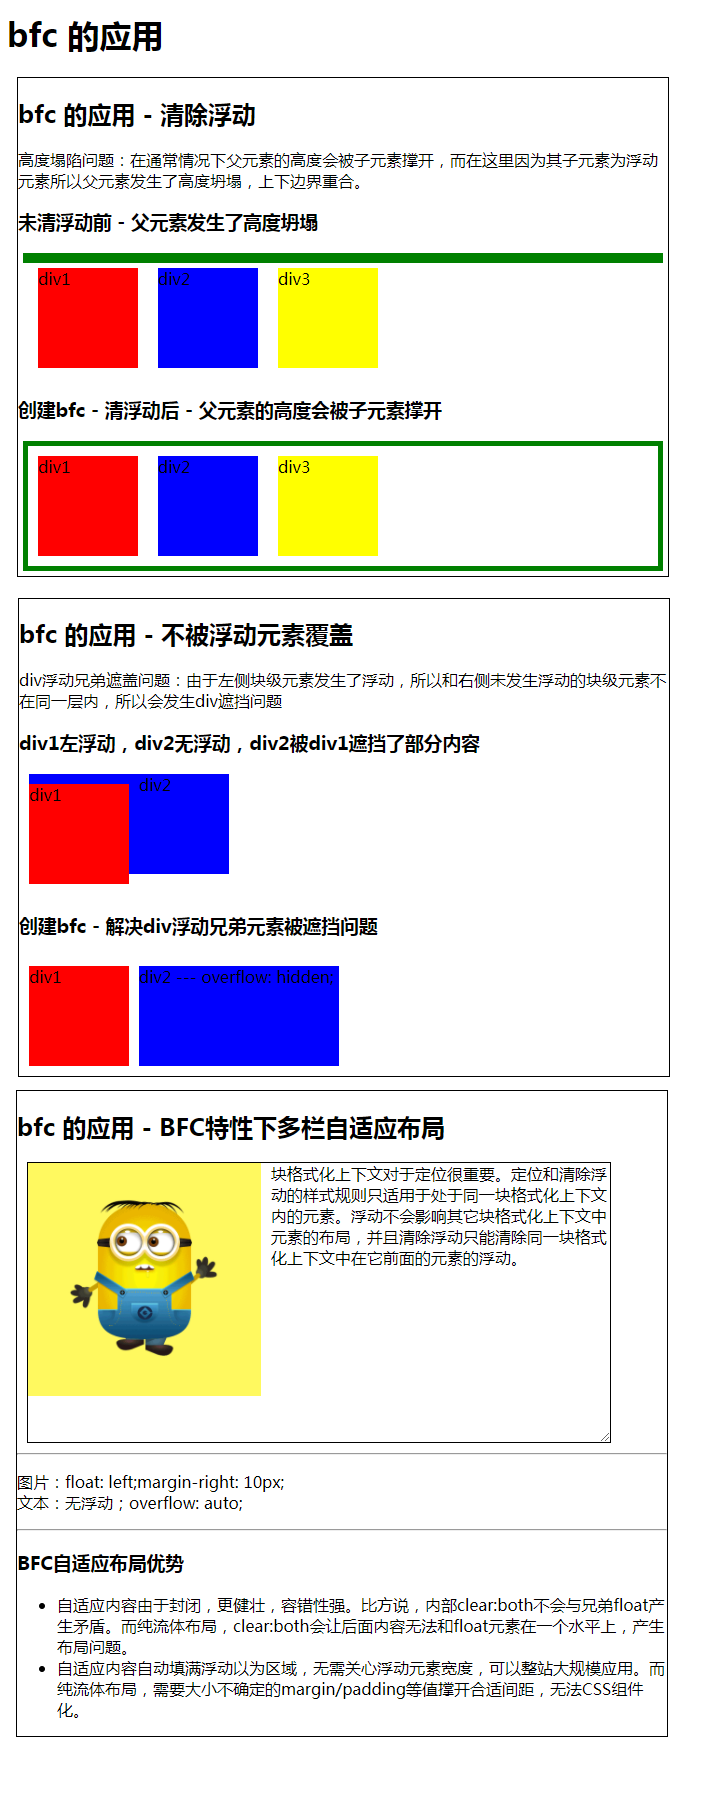 bfc 的应用
bfc 的应用 - 清除浮动
高度塌陷问题：在通常情况下父元素的高度会被子元素撑开，而在这里因为其子元素为浮动
元素所以父元素发生了高度坍塌，上下边界重合。
未清浮动前 - 父元素发生了高度坍塌
div1 div2 div3
创建bfc - 清浮动后 - 父元素的高度会被子元素撑开
div1 div2 div3
bfc 的应用 - 不被浮动元素覆盖
div浮动兄弟遮盖问题：由于左侧块级元素发生了浮动，所以和右侧未发生浮动的块级元素不
在同一层内，所以会发生div遮挡问题
div1左浮动，div2无浮动，div2被div1遮挡了部分内容
div2
div1
创建bfc - 解决div浮动兄弟元素被遮挡问题
div1 div2 --- overflow: hidden;
bfc 的应用 - BFC特性下多栏自适应布局
块格式化上下文对于定位很重要。定位和清除浮
动的样式规则只适用于处于同一块格式化上下文
内的元素。浮动不会影响其它块格式化上下文中
元素的布局，并且清除浮动只能清除同一块格式
化上下文中在它前面的元素的浮动。
图片：float: left;margin-right: 10px;
文本：无浮动；overflow: auto;
BFC自适应布局优势
自适应内容由于封闭，更健壮，容错性强。比方说，内部clear:both不会与兄弟float产
生矛盾。而纯流体布局，clear:both会让后面内容无法和float元素在一个水平上，产生
布局问题。
自适应内容自动填满浮动以为区域，无需关心浮动元素宽度，可以整站大规模应用。而
纯流体布局，需要大小不确定的margin/padding等值撑开合适间距，无法CSS组件
化。